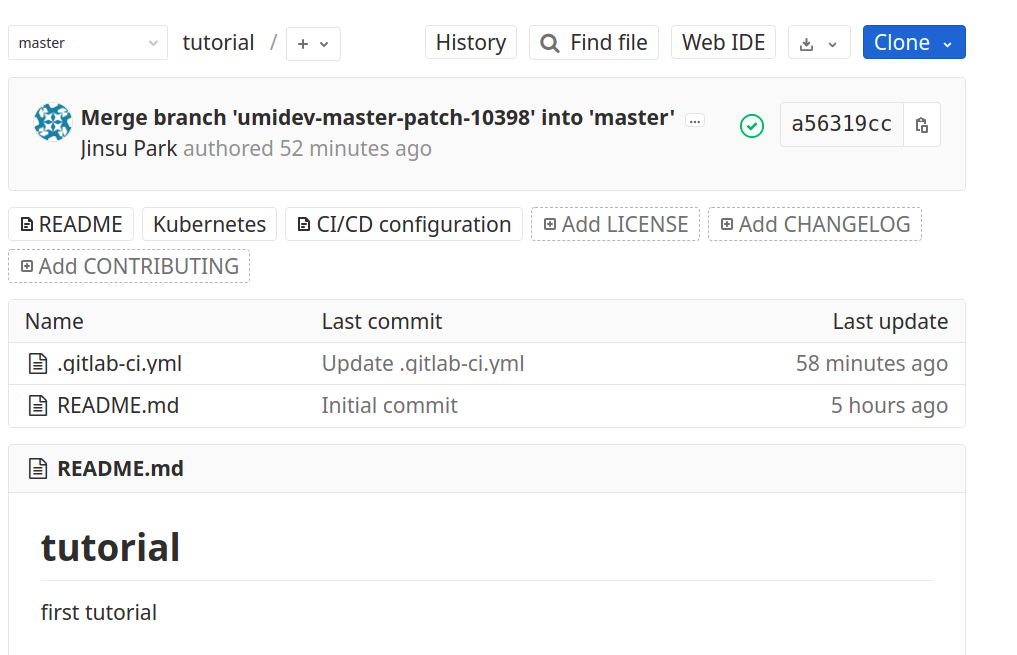 master tutorial / + History Find file Web IDE Clone
Merge branch 'umidev-master-patch-10398' into 'master' ...
Jinsu Park authored 52 minutes ago
a56319cc
README Kubernetes CI/CD configuration Add LICENSE Add CHANGELOG
Add CONTRIBUTING
Name Last commit Last update
.gitlab-ci.yml Update .gitlab-ci.yml 58 minutes ago
README.md Initial commit 5 hours ago
README.md
tutorial
first tutorial